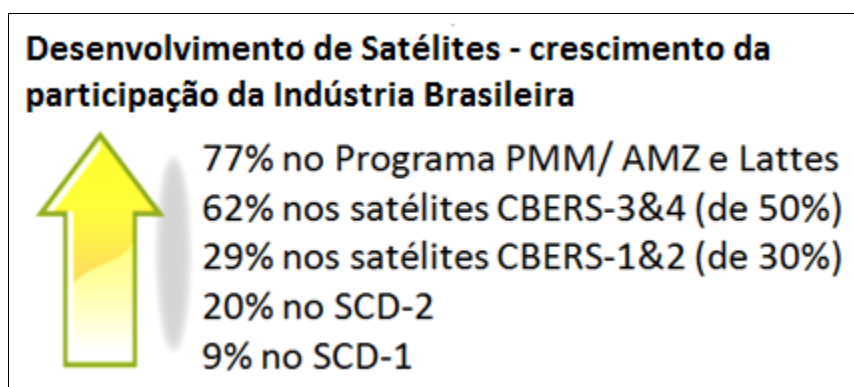 Desenvolvimento de Satélites - crescimento da
participação da Indústria Brasileira
77% no Programa PMM/ AMZ e Lattes
62% nos satélites CBERS-3&4 (de 50%)
29% nos satélites CBERS-1&2 (de 30%)
20% no SCD-2
9% no SCD-1